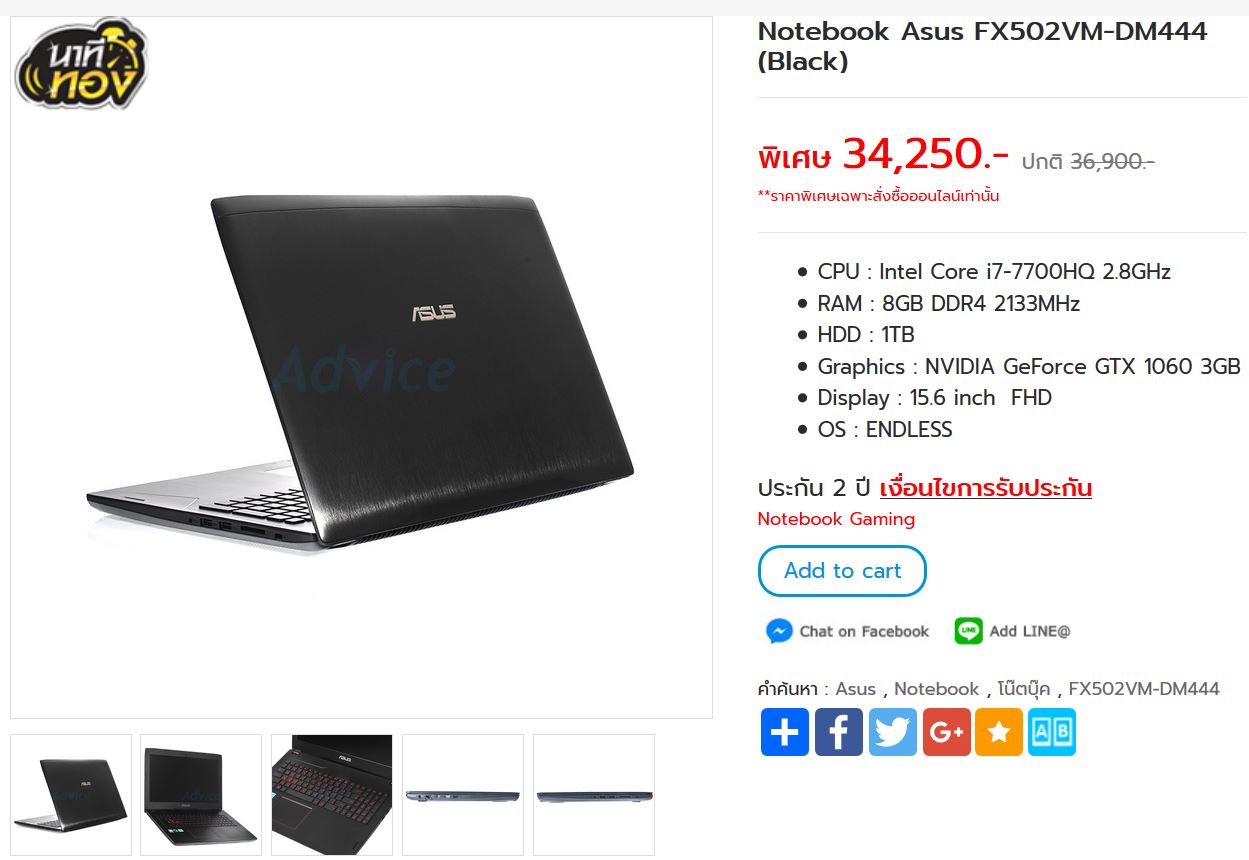 นาที
ทอง
ASUS
Advice
Notebook Asus FX502VM-DM444
(Black)
พิเศษ 34,250.- ปกติ 36,900.-
**ราคาพิเศษเฉพาะสั่งซื้อออนไลน์เท่านั้น
CPU : Intel Core i7-7700HQ 2.8GHz
RAM : 8GB DDR4 2133MHz
HDD : 1TB
Graphics : NVIDIA GeForce GTX 1060 3GB
Display : 15.6 inch FHD
OS : ENDLESS
ประกัน 2 ปี เงื่อนไขการรับประกัน
Notebook Gaming
Add to cart
Chat on Facebook LINE Add LINE@
คำค้นหา : Asus , Notebook , โน๊ตบุ๊ค , FX502VM-DM444
f G+ A B
ASUS
Advice
Advice
ASUS